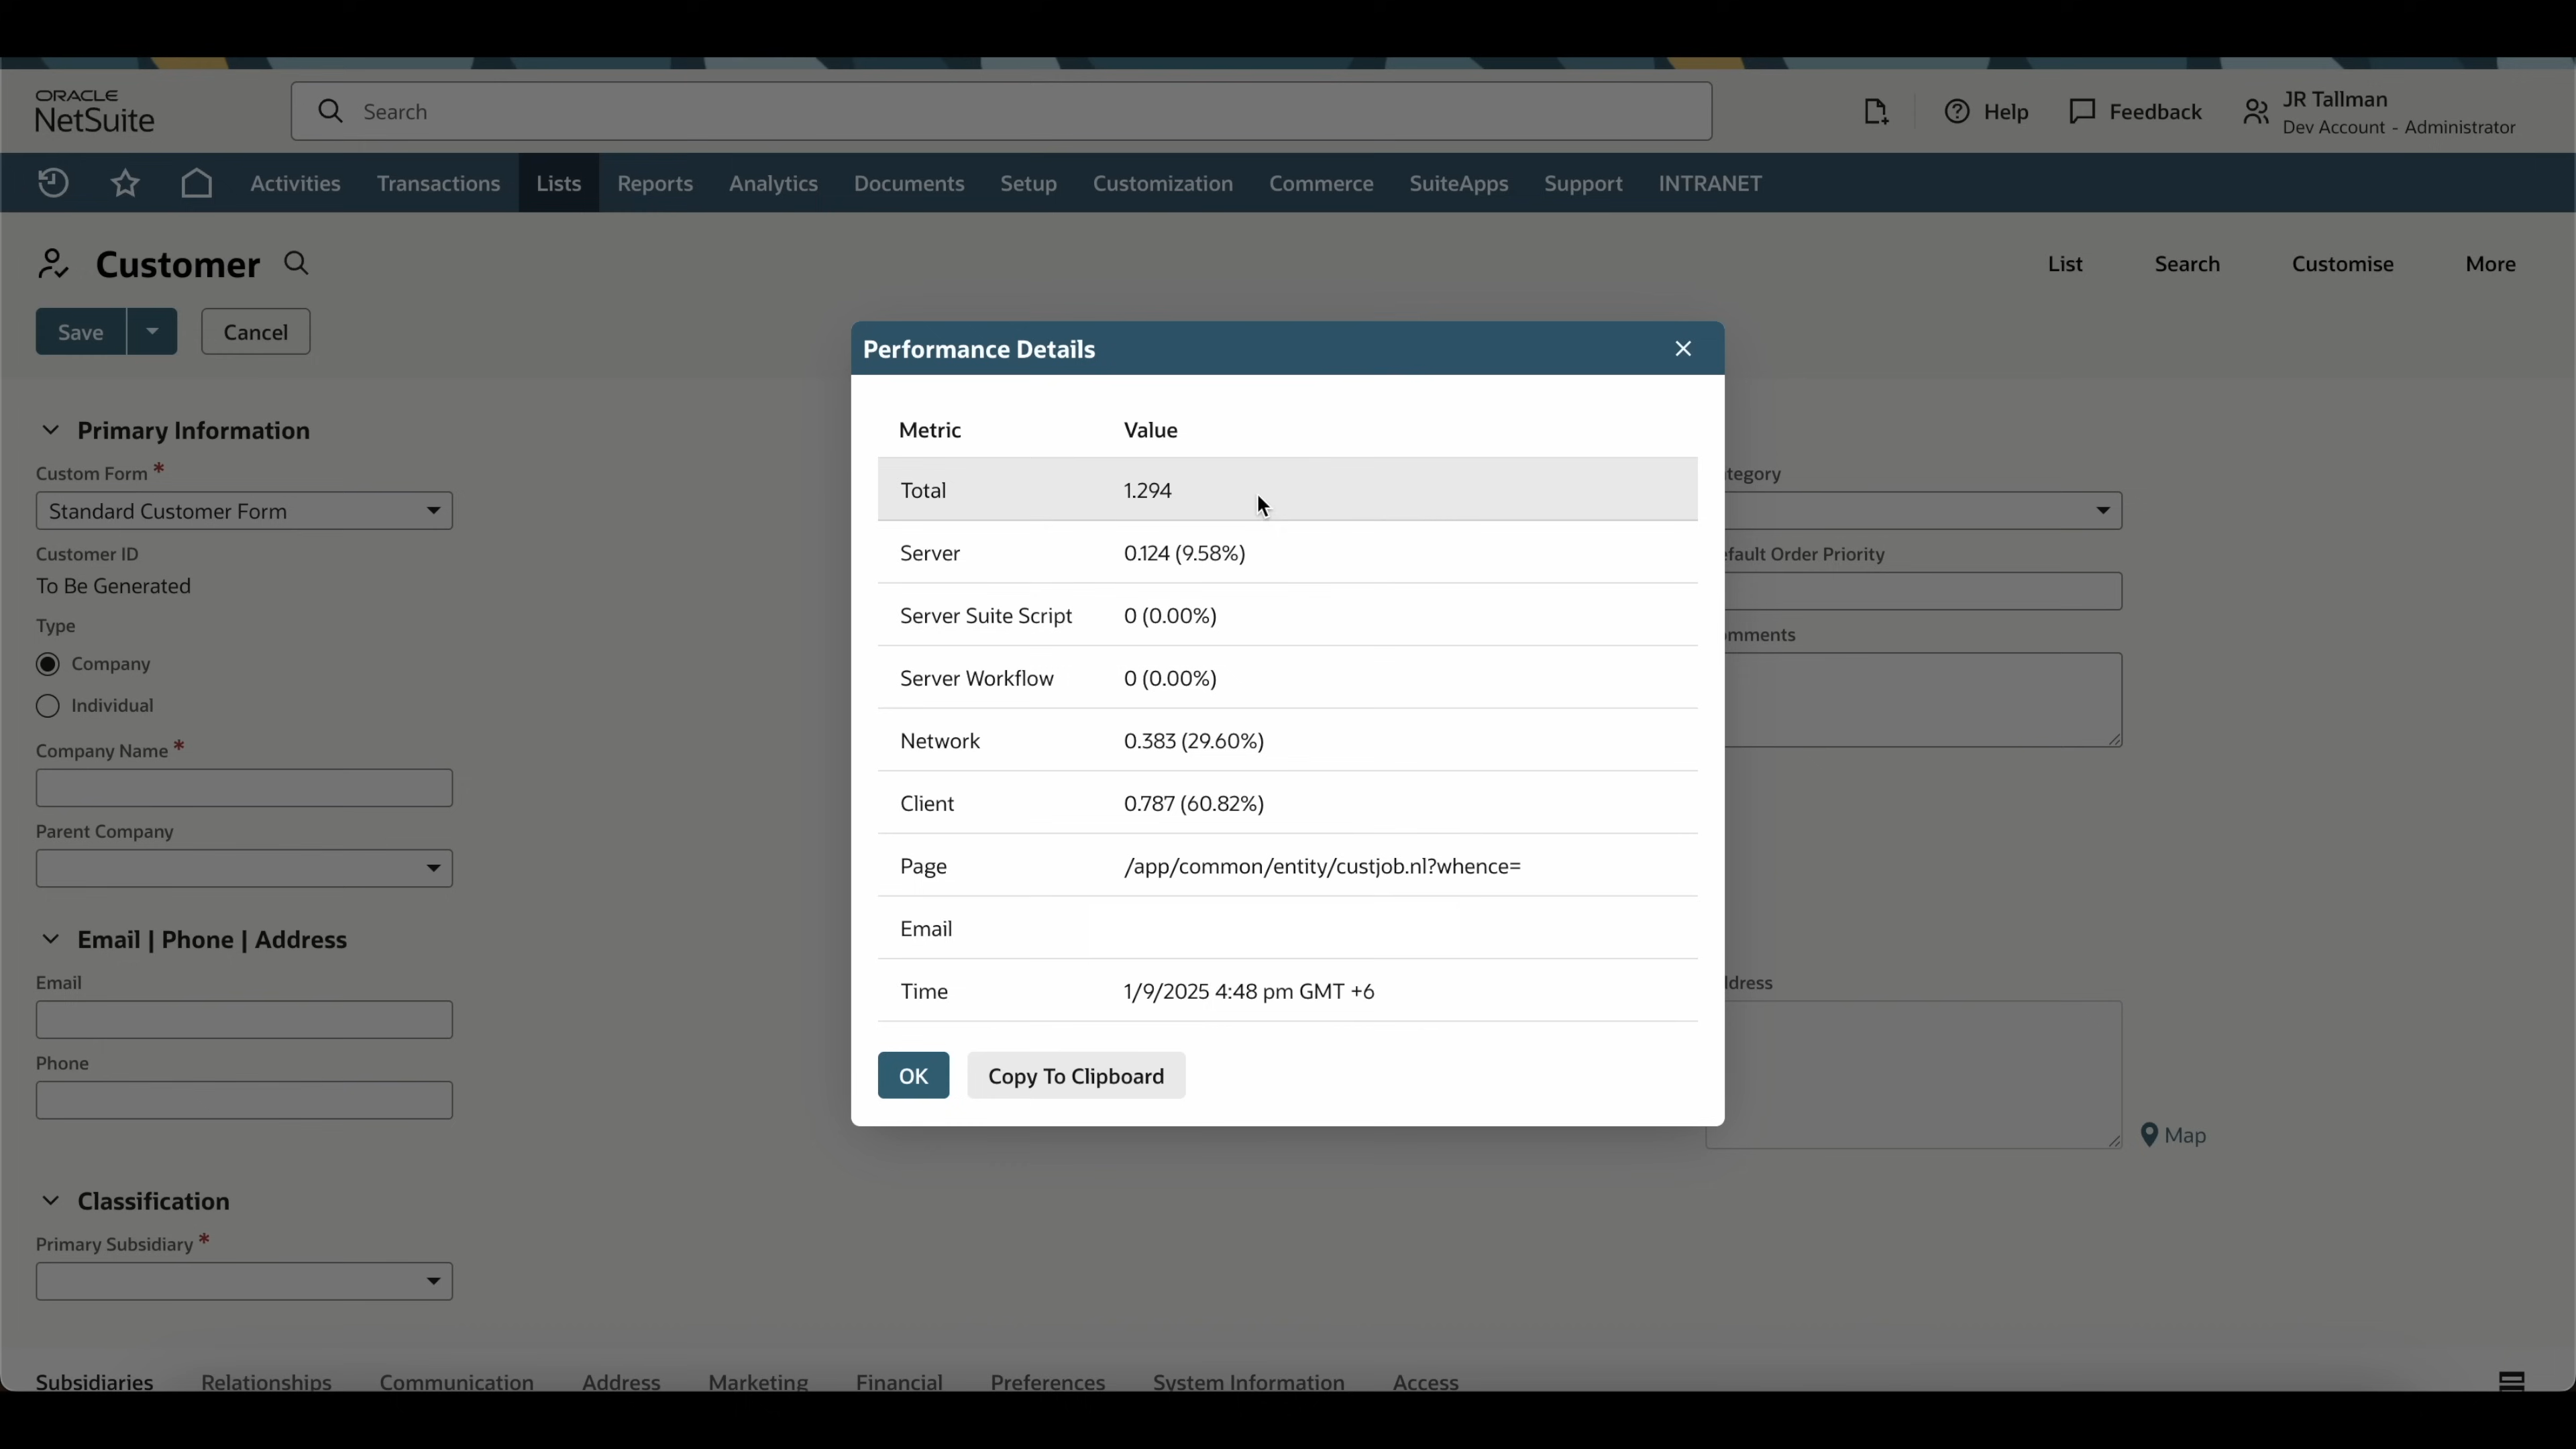 ORACLE
NetSuite
Search
Help
Feedback
JR Tallman
Dev Account - Administrator
Activities
Transactions
Lists
Reports
Analytics
Documents
Setup
Customization
Commerce
SuiteApps
Support
INTRANET
Customer
List
Search
Customise
More
Save
Cancel
Primary Information
Custom Form *
Standard Customer Form
Customer ID
To Be Generated
Type
Company
Individual
Company Name *
Parent Company
Email | Phone | Address
Email
Phone
Classification
Primary Subsidiary *
Performance Details
Metric Value
Total 1.294
Server 0.124 (9.58%)
Server Suite Script 0 (0.00%)
Server Workflow 0 (0.00%)
Network 0.383 (29.60%)
Client 0.787 (60.82%)
Page /app/common/entity/custjob.nl?whence=
Email
Time 1/9/2025 4:48 pm GMT +6
OK
Copy To Clipboard
tegory
efault Order Priority
mments
dress
Map
Subsidiaries
Relationships
Communication
Address
Marketing
Financial
Preferences
System Information
Access